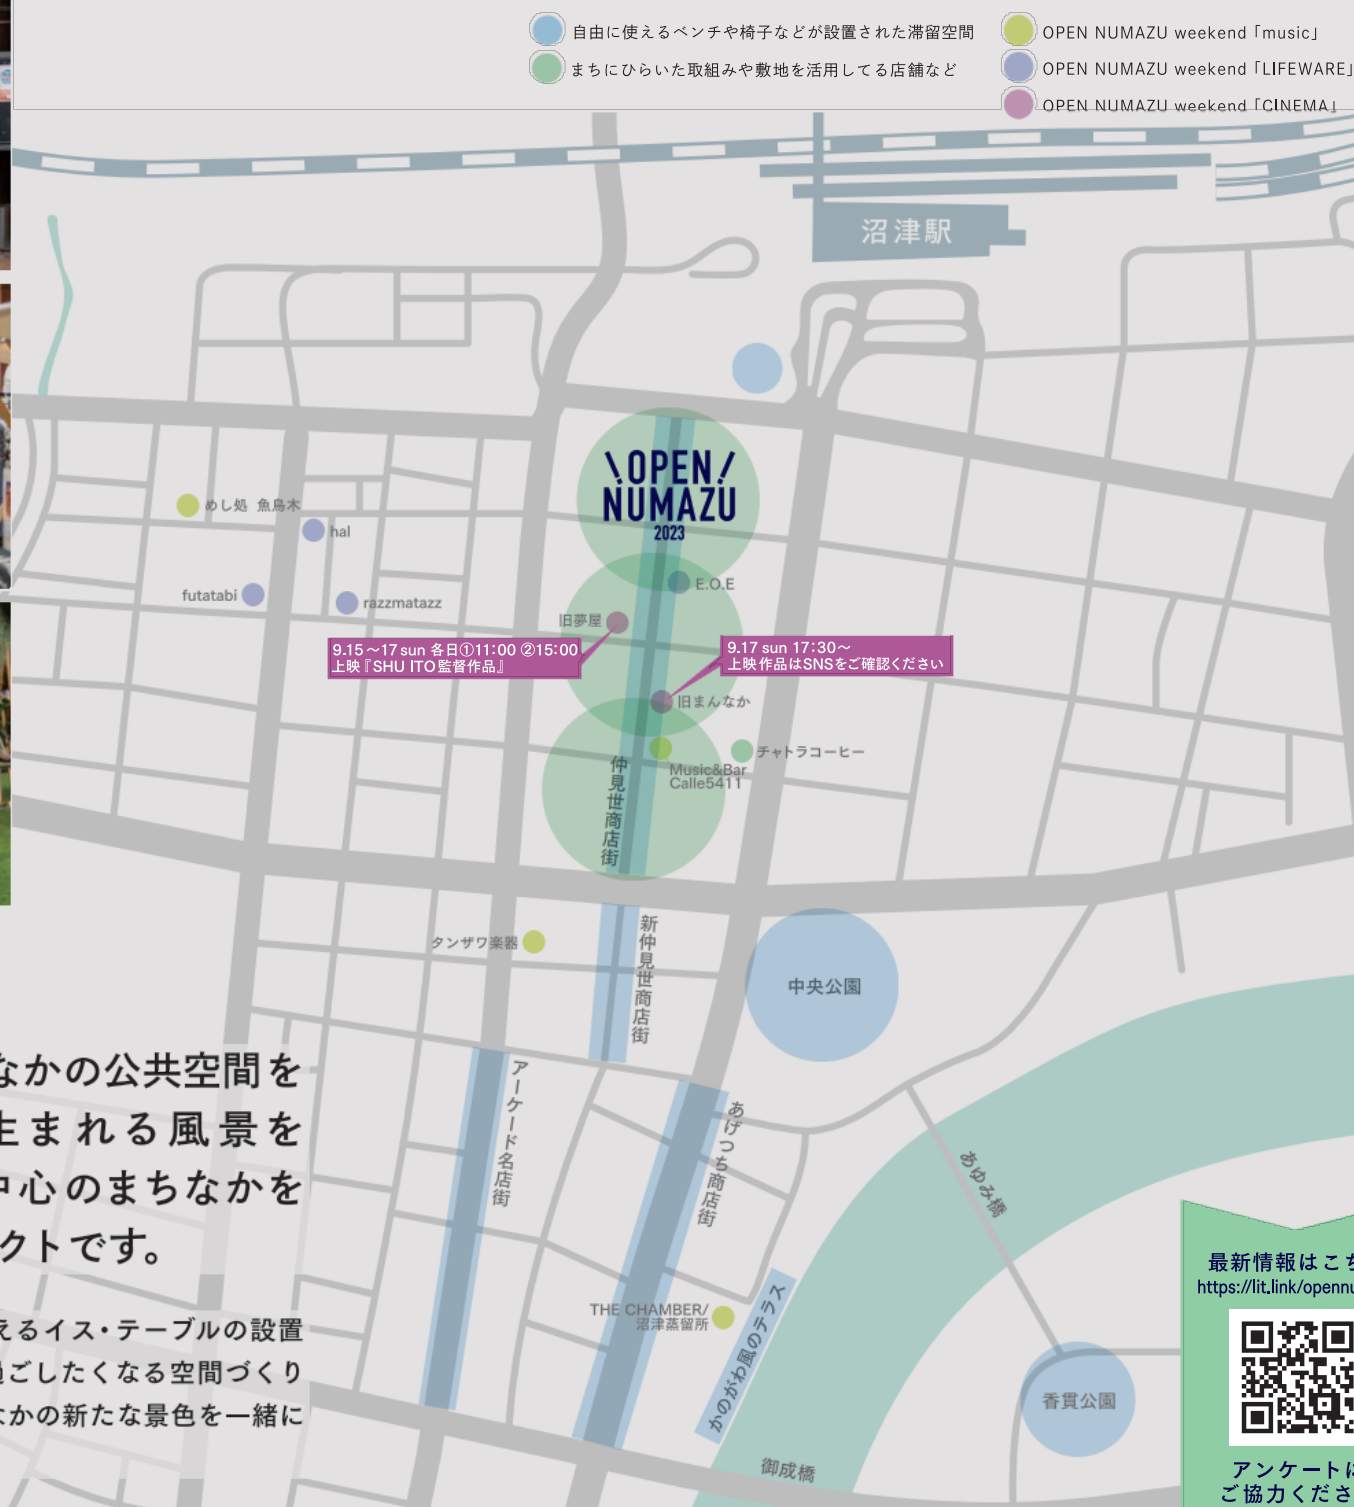 自由に使えるベンチや椅子などが設置された滞留空間
まちにひらいた取組みや敷地を活用してる店舗など
OPEN NUMAZU weekend「music」
OPEN NUMAZU weekend「LIFEWARE」
OPEN NUMAZU weekend「CINEMA」
沼津駅
\OPEN/
NUMAZU
2023
めし処 魚鳥木
hal
futatabi
razzmatazz
E.O.E
旧夢屋
9.15～17 sun 各日①11:00 ②15:00
上映『SHU ITO監督作品』
9.17 sun 17:30～
上映作品はSNSをご確認ください
旧まんなか
チャトラコーヒー
Music&Bar
Calle5411
仲見世商店街
タンザワ楽器
新仲見世商店街
中央公園
アーケード名店街
あげつち商店街
あゆみ橋
THE CHAMBER/
沼津蒸留所
かのがわ風のテラス
香貫公園
御成橋
なかの公共空間を
生まれる風景を
中心のまちなかを
クトです。
えるイス・テーブルの設置
過ごしたくなる空間づくり
なかの新たな景色を一緒に
最新情報はこち
https://lit.link/opennu
アンケートに
ご協力くださ